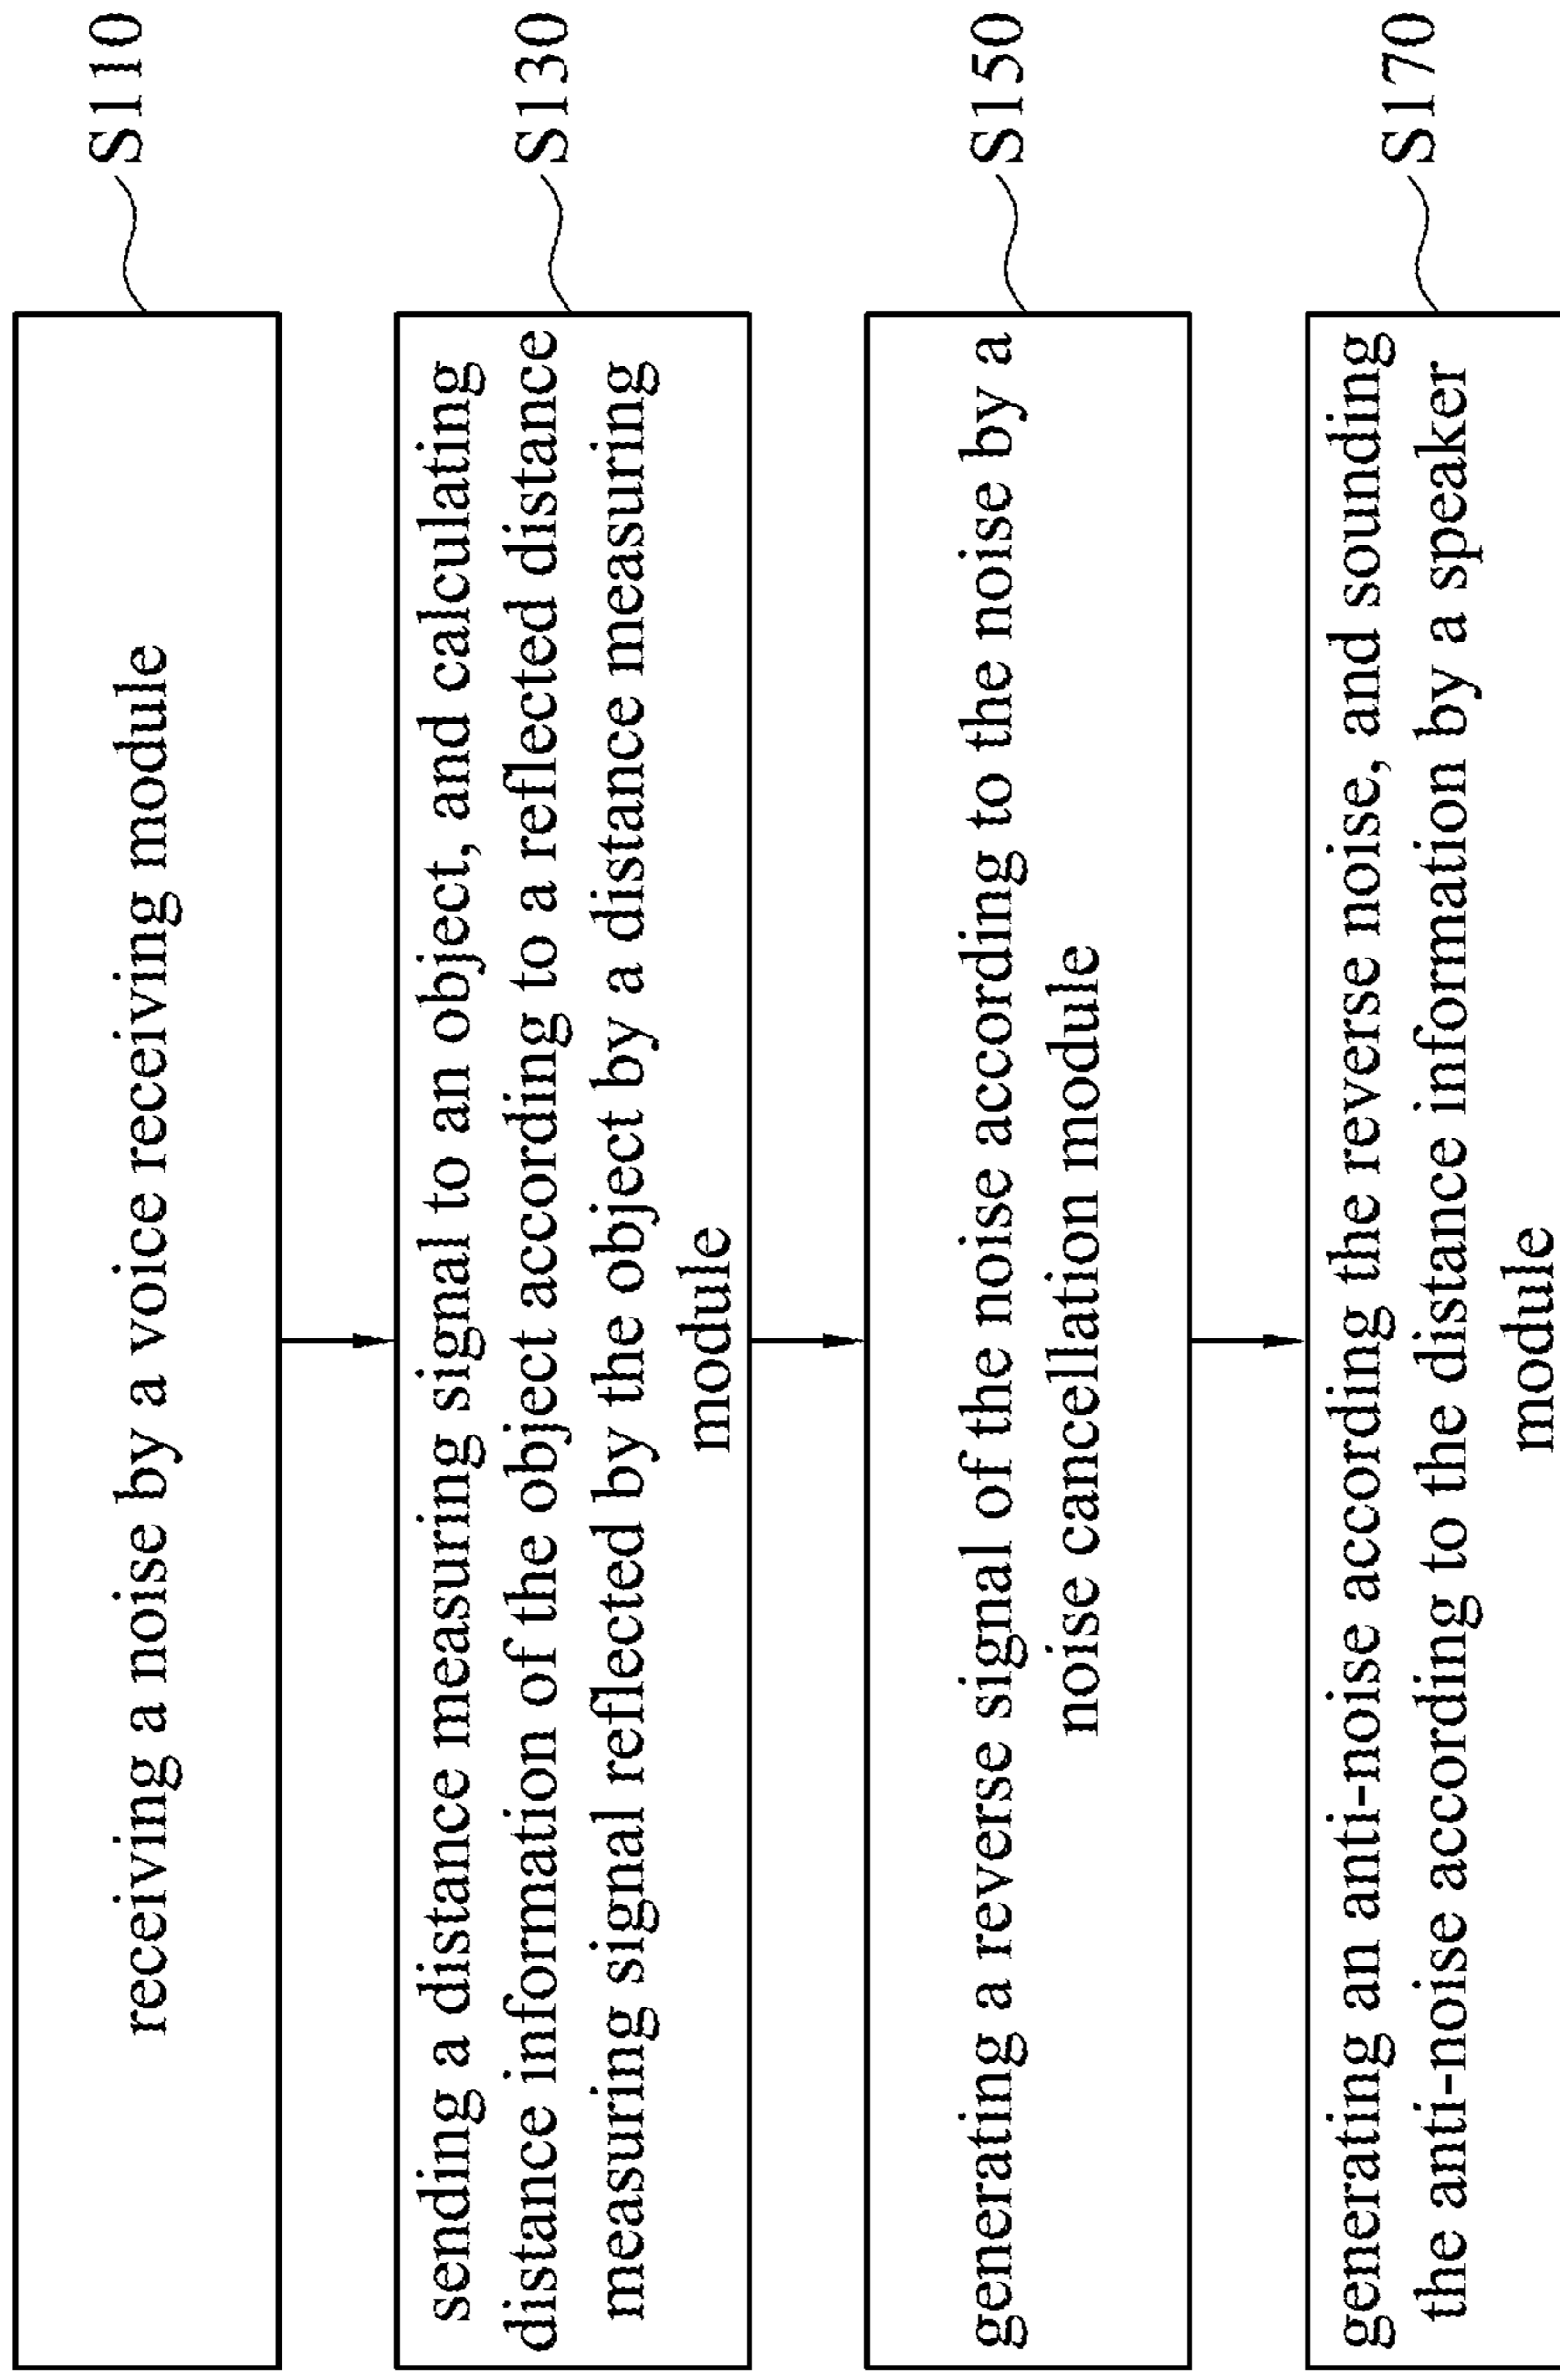 receiving a noise by a voice receiving module
S110
sending a distance measuring signal to an object, and calculating
distance information of the object according to a reflected distance
measuring signal reflected by the object by a distance measuring
module
S130
generating a reverse signal of the noise according to the noise by a
noise cancellation module
S150
generating an anti-noise according the reverse noise, and sounding
the anti-noise according to the distance information by a speaker
module
S170